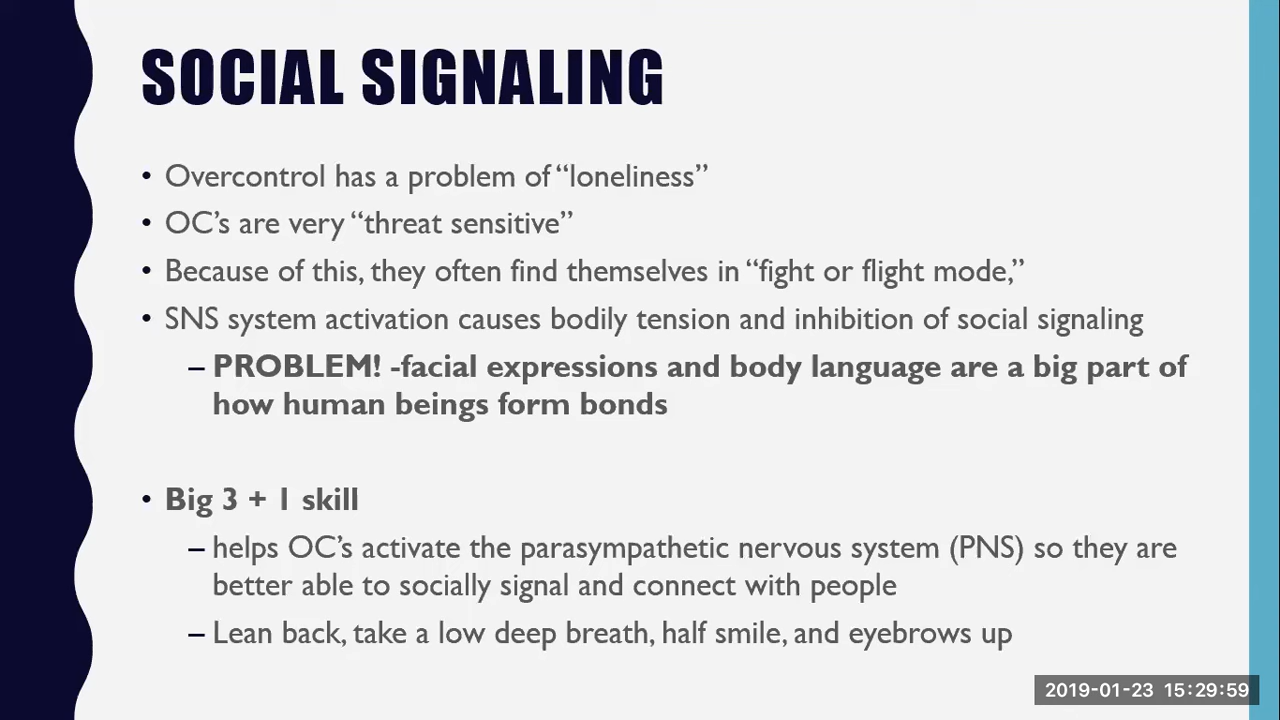 SOCIAL SIGNALING
• Overcontrol has a problem of “loneliness”
• OC’s are very “threat sensitive”
• Because of this, they often find themselves in “fight or flight mode,”
• SNS system activation causes bodily tension and inhibition of social signaling
– PROBLEM! -facial expressions and body language are a big part of
how human beings form bonds
• Big 3 + 1 skill
– helps OC’s activate the parasympathetic nervous system (PNS) so they are
better able to socially signal and connect with people
– Lean back, take a low deep breath, half smile, and eyebrows up
2019-01-23 15:29:59